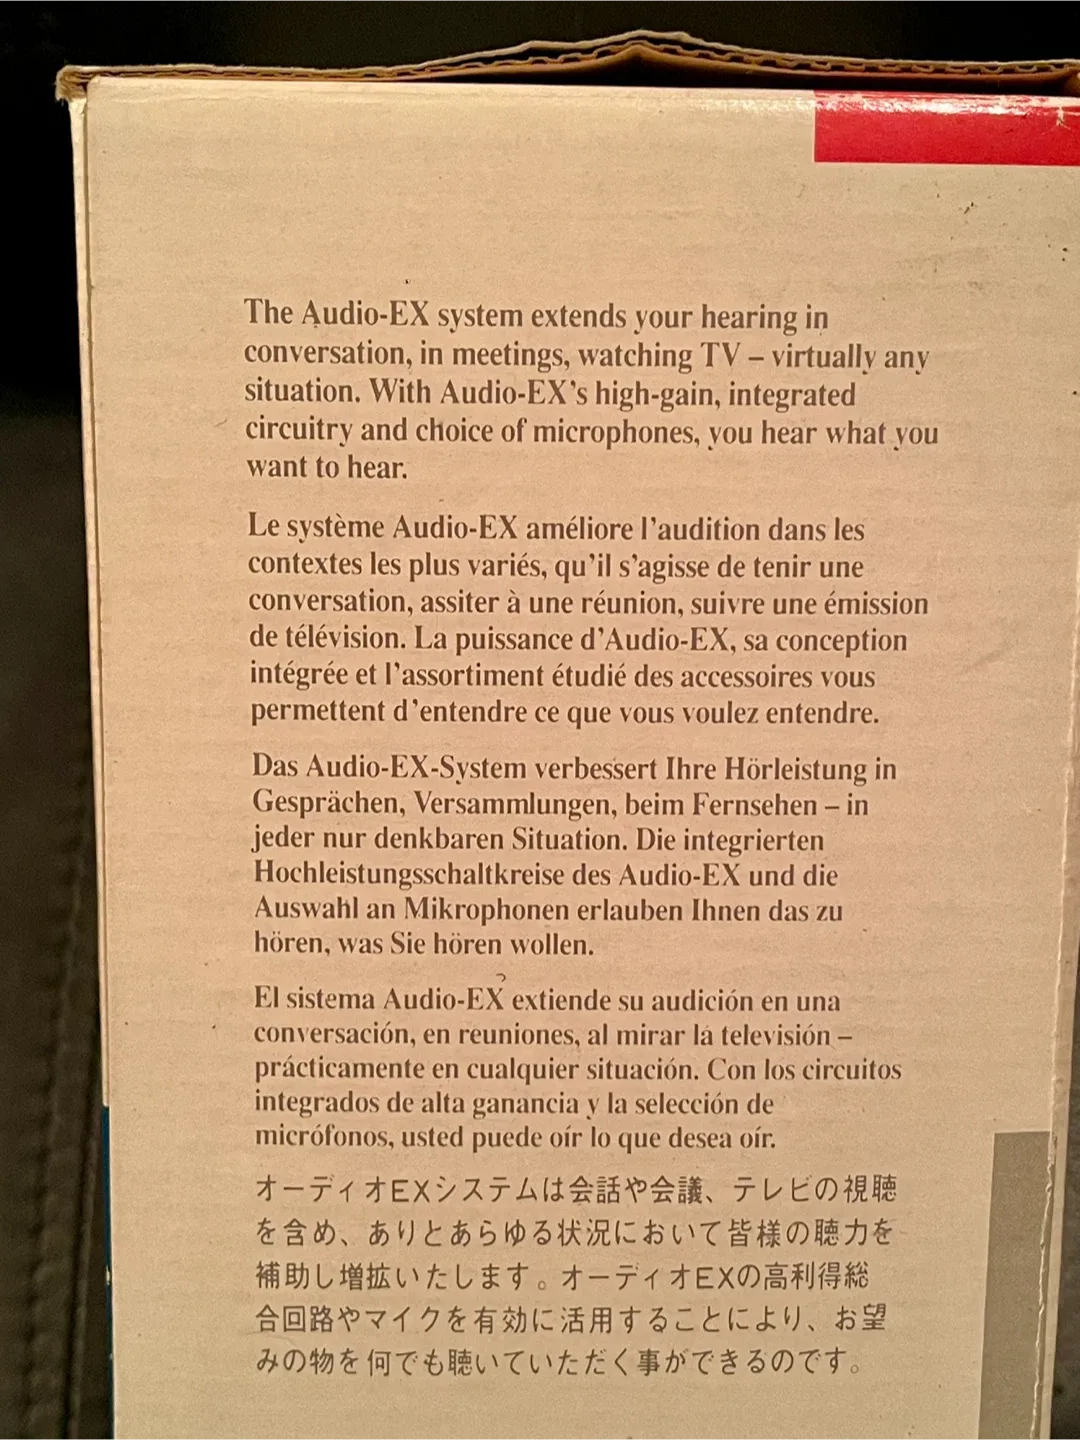 The Audio-EX system extends your hearing in
conversation, in meetings, watching TV – virtually any
situation. With Audio-EX's high-gain, integrated
circuitry and choice of microphones, you hear what you
want to hear.
Le système Audio-EX améliore l'audition dans les
contextes les plus variés, qu'il s'agisse de tenir une
conversation, assiter à une réunion, suivre une émission
de télévision. La puissance d'Audio-EX, sa conception
intégrée et l'assortiment étudié des accessoires vous
permettent d'entendre ce que vous voulez entendre.
Das Audio-EX-System verbessert Ihre Hörleistung in
Gesprächen, Versammlungen, beim Fernsehen – in
jeder nur denkbaren Situation. Die integrierten
Hochleistungsschaltkreise des Audio-EX und die
Auswahl an Mikrophonen erlauben Ihnen das zu
hören, was Sie hören wollen.
El sistema Audio-EX extiende su audición en una
conversación, en reuniones, al mirar la televisión –
prácticamente en cualquier situación. Con los circuitos
integrados de alta ganancia y la selección de
micrófonos, usted puede oír lo que desea oír.
オーディオEXシステムは会話や会議、テレビの視聴
を含め、ありとあらゆる状況において皆様の聴力を
補助し増拡いたします。オーディオEXの高利得総
合回路やマイクを有効に活用することにより、お望
みの物を何でも聴いていただく事ができるのです。